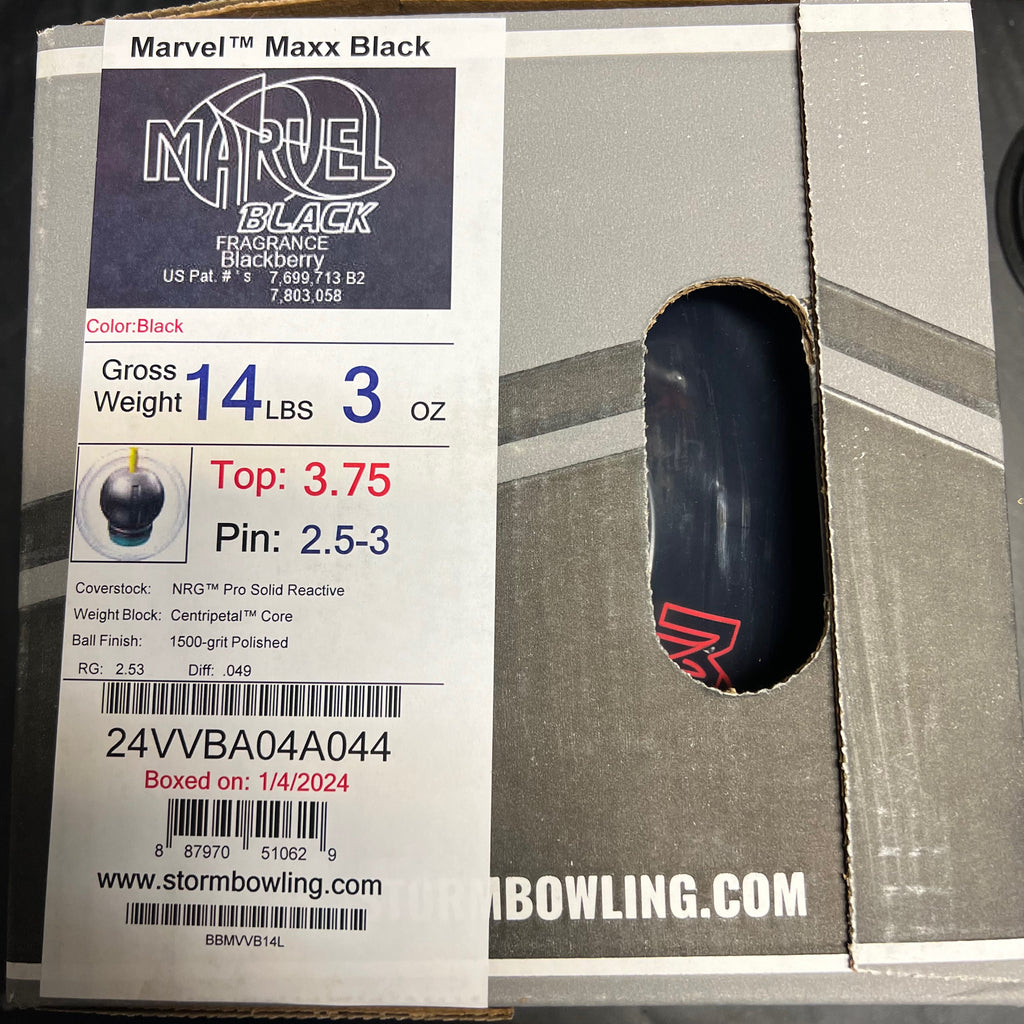 Marvel™ Maxx Black
MARVEL
BLACK
FRAGRANCE
Blackberry
US Pat. #'s 7,699,713 B2
7,803,058
Color:Black
Gross Weight 14 LBS 3 OZ
Top: 3.75
Pin: 2.5-3
Coverstock: NRG™ Pro Solid Reactive
Weight Block: Centripetal™ Core
Ball Finish: 1500-grit Polished
RG: 2.53 Diff: .049
24VVBA04A044
Boxed on: 1/4/2024
8 87970 51062 9
www.stormbowling.com
BBMVVB14L
STORMBOWLING.COM